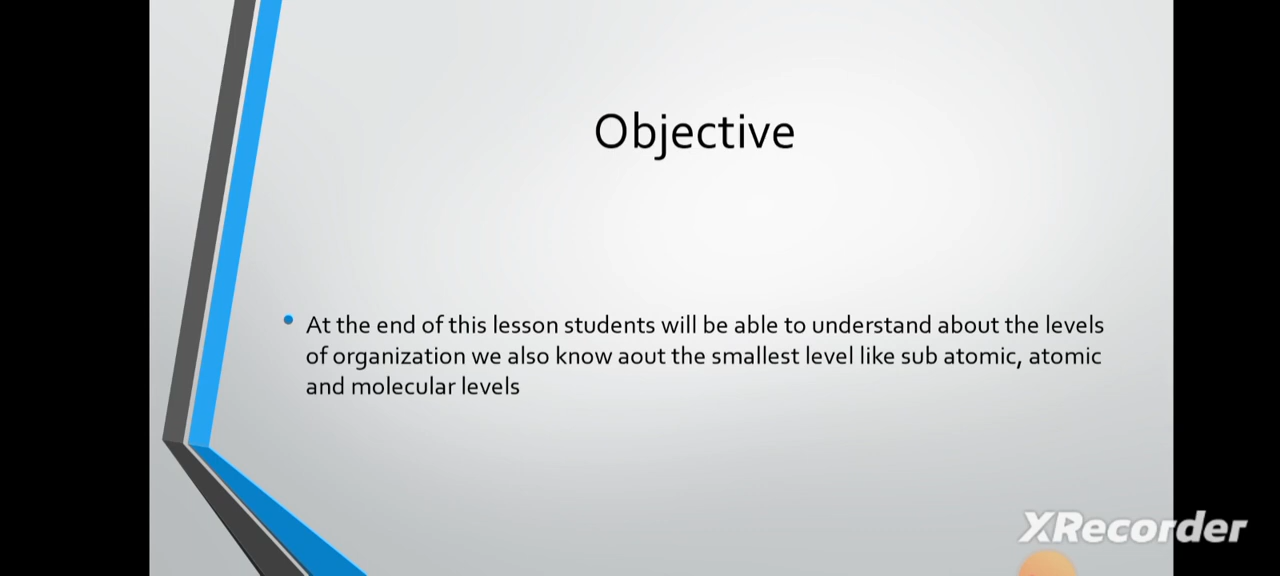 Objective
• At the end of this lesson students will be able to understand about the levels
of organization we also know aout the smallest level like sub atomic, atomic
and molecular levels
XRecorder